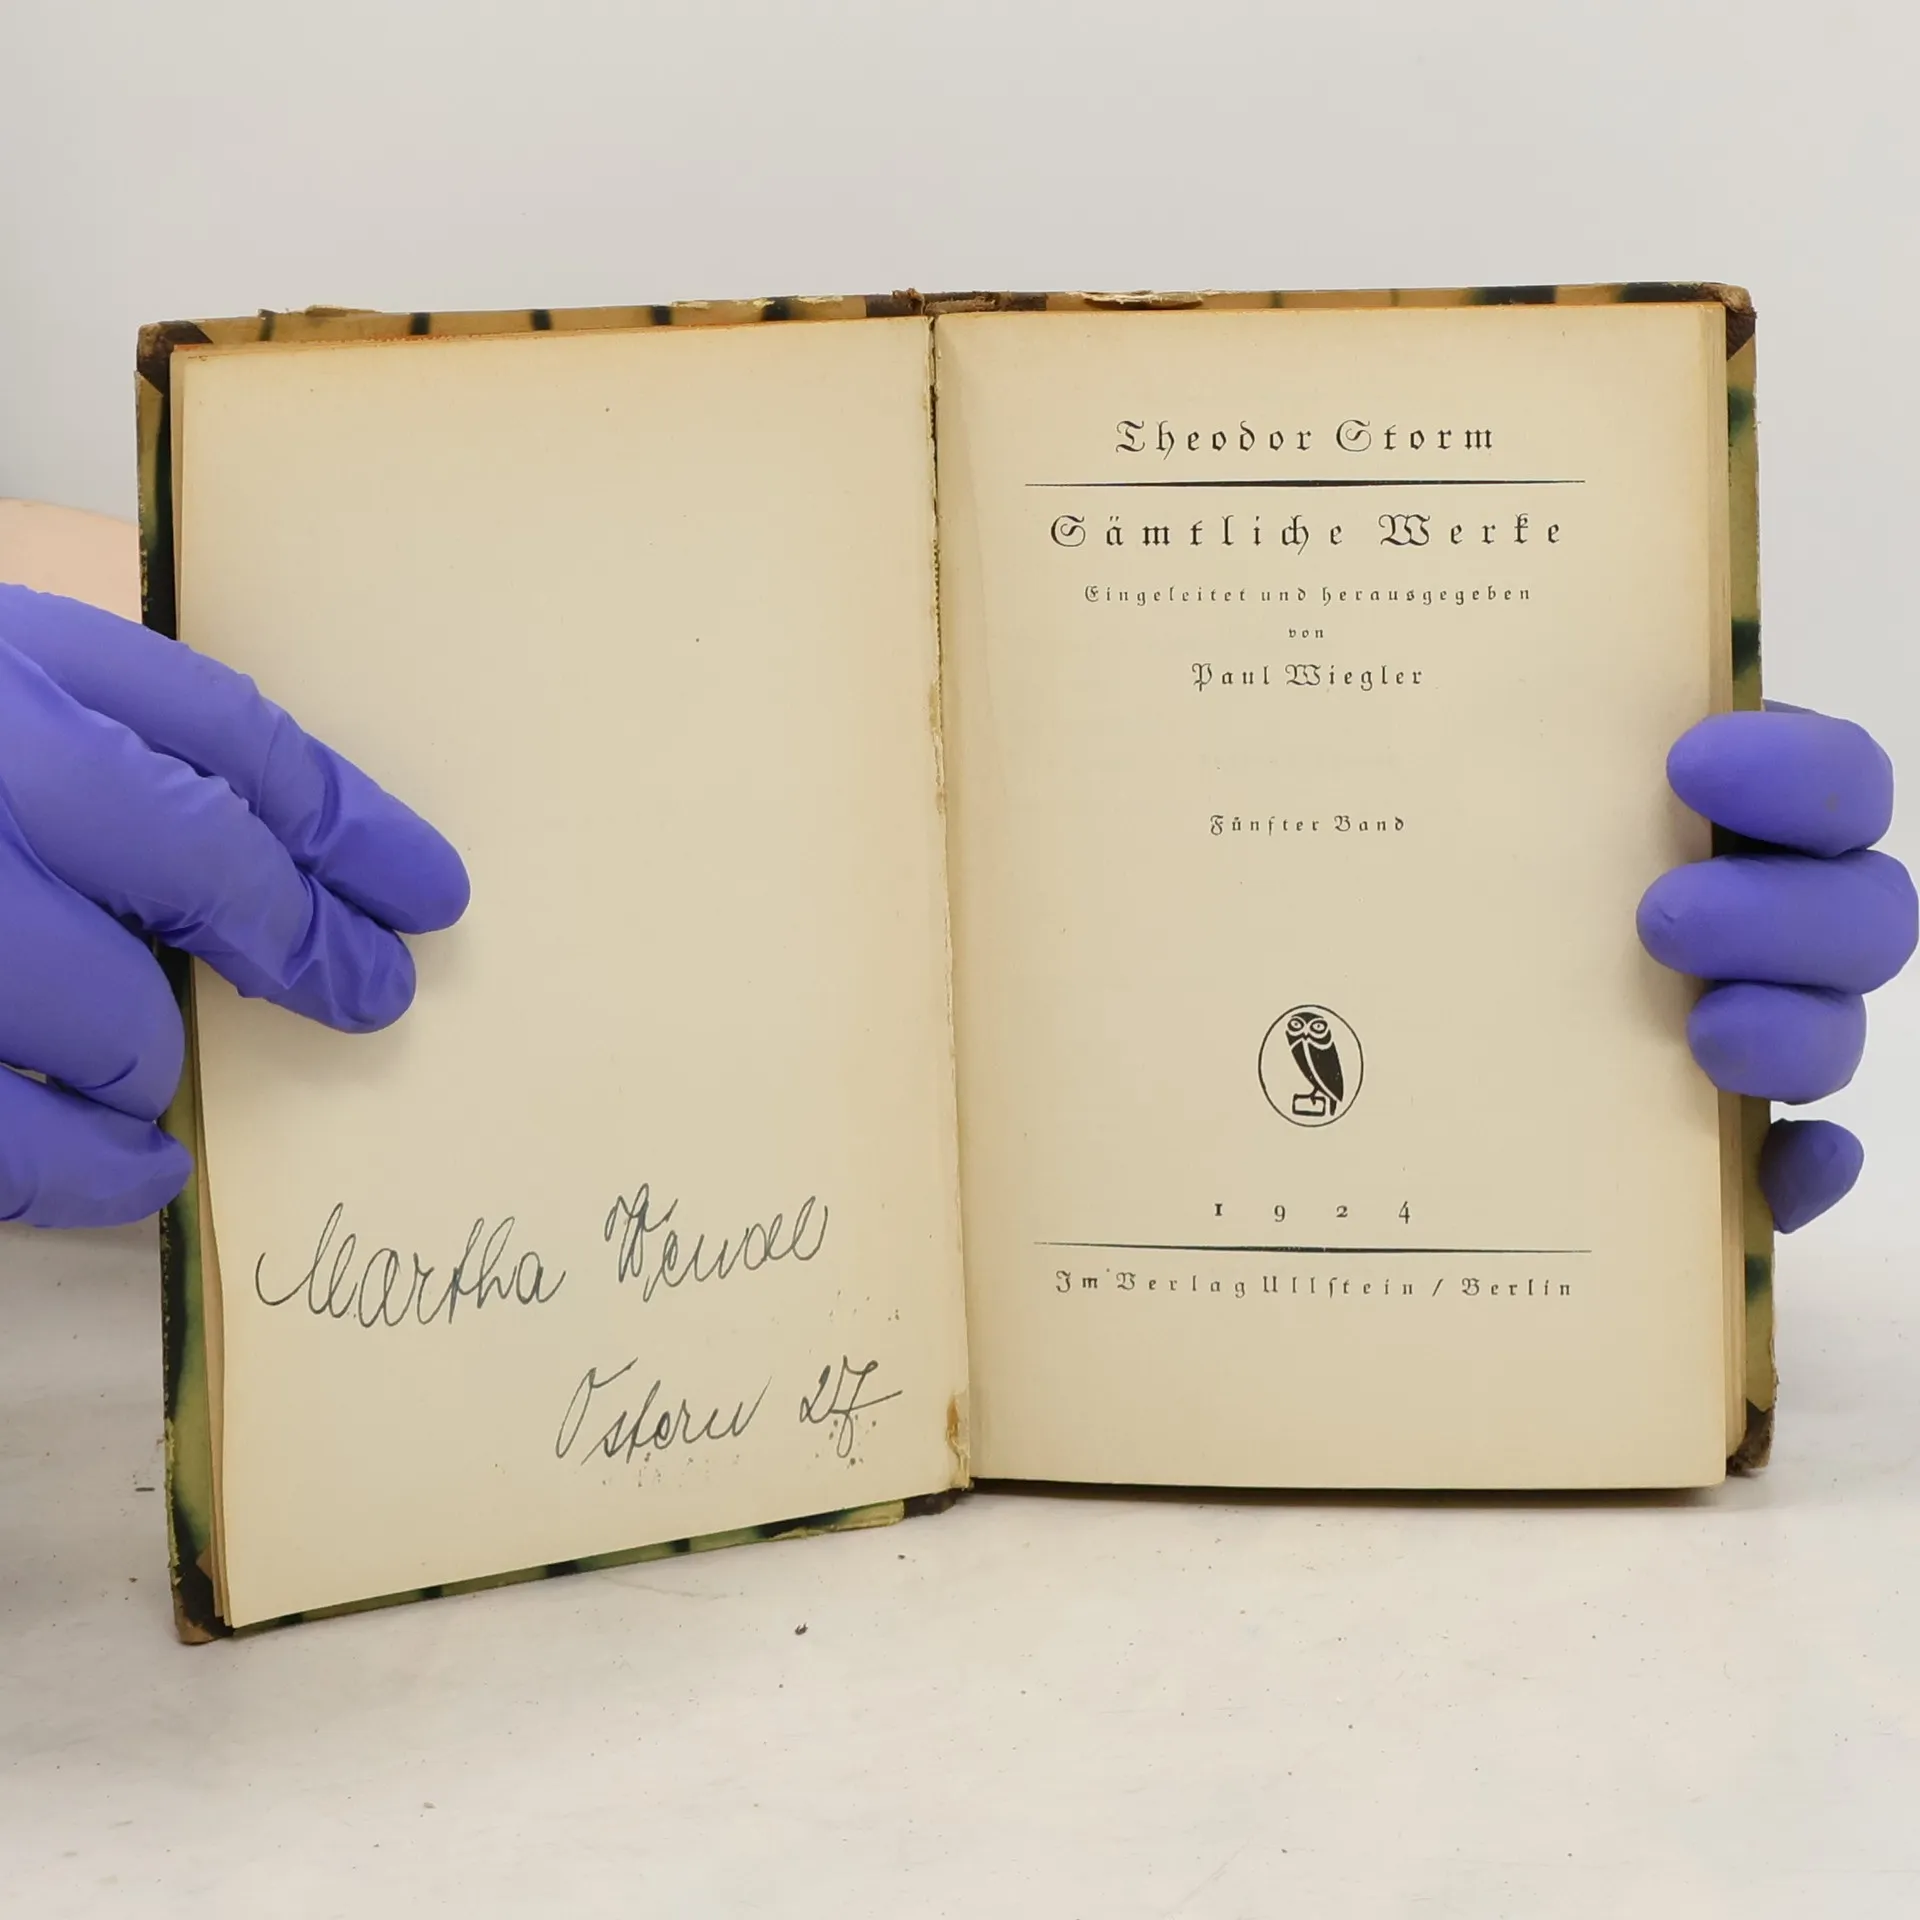 Martha Wendl
Ostern 27
Theodor Storm
Sämtliche Werke
Eingeleitet und herausgegeben
von
Paul Wiegler
Fünfter Band
1924
Im Verlag Ullstein / Berlin